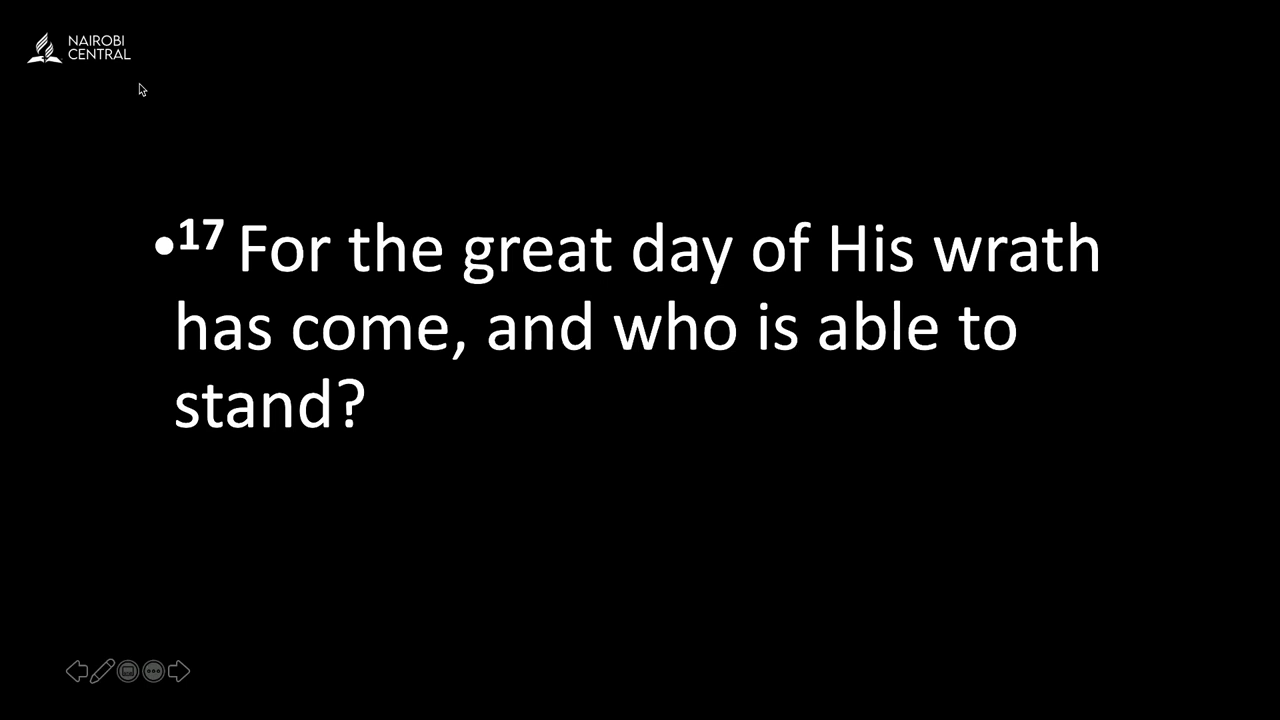 NAIROBI
CENTRAL
•17 For the great day of His wrath
has come, and who is able to
stand?